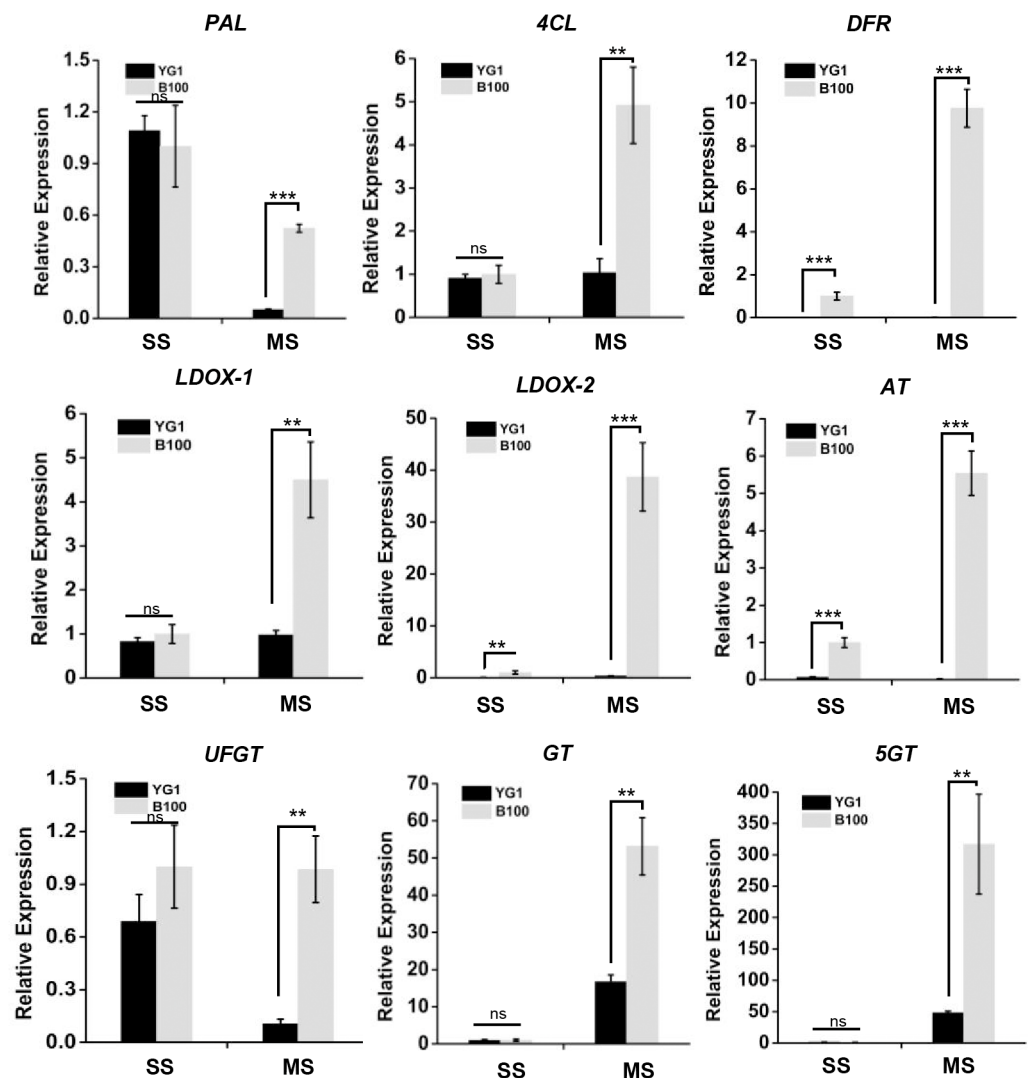 PAL
Relative Expression
1.5
1.2
0.9
0.6
0.3
0.0
YG1
B100
ns
***
SS
MS
4CL
Relative Expression
6
5
4
3
2
1
0
YG1
B100
ns
**
SS
MS
DFR
Relative Expression
12
10
8
6
4
2
0
YG1
B100
***
***
SS
MS
LDOX-1
Relative Expression
6
5
4
3
2
1
0
YG1
B100
ns
**
SS
MS
LDOX-2
Relative Expression
50
40
30
20
10
0
YG1
B100
**
***
SS
MS
AT
Relative Expression
7
6
5
4
3
2
1
0
YG1
B100
***
***
SS
MS
UFGT
Relative Expression
1.5
1.2
0.9
0.6
0.3
0.0
YG1
B100
ns
**
SS
MS
GT
Relative Expression
70
60
50
40
30
20
10
0
YG1
B100
ns
**
SS
MS
5GT
Relative Expression
400
350
300
250
200
150
100
50
0
YG1
B100
ns
**
SS
MS